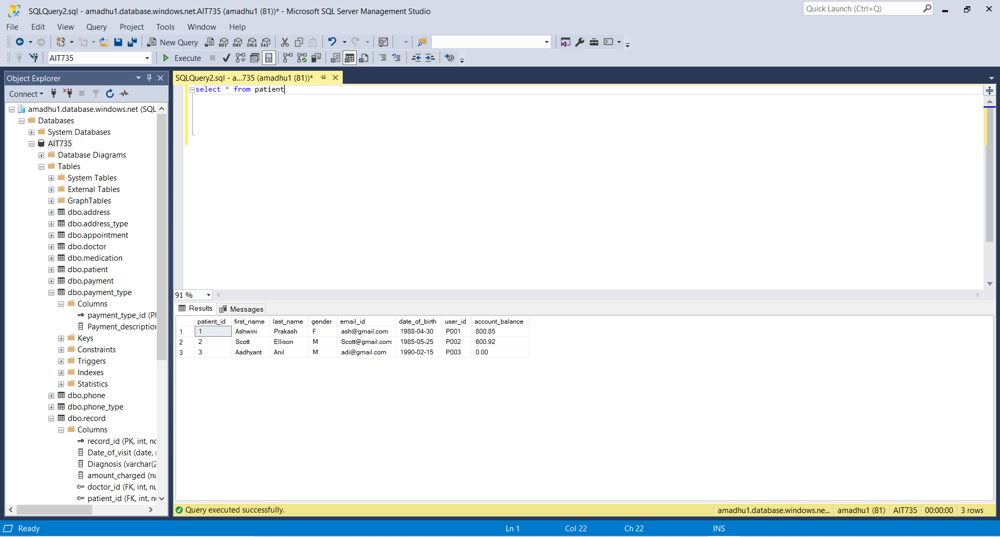 SQLQuery2.sql - amadhu1.database.windows.net.AIT735 (amadhu1 (81))* - Microsoft SQL Server Management Studio
Quick Launch (Ctrl+Q)
File Edit View Query Project Tools Window Help
New Query MDX DMX XMLA DAX
AIT735 Execute
Object Explorer
Connect
amadhu1.database.windows.net (SQL
Databases
System Databases
AIT735
Database Diagrams
Tables
System Tables
External Tables
GraphTables
dbo.address
dbo.address_type
dbo.appointment
dbo.doctor
dbo.medication
dbo.patient
dbo.payment
dbo.payment_type
Columns
payment_type_id (PK
Payment_description
Keys
Constraints
Triggers
Indexes
Statistics
dbo.phone
dbo.phone_type
dbo.record
Columns
record_id (PK, int, no
Date_of_visit (date,
Diagnosis (varchar(2
amount_charged (nu
doctor_id (FK, int, nu
patient_id (FK, int, nu
SQLQuery2.sql - a...735 (amadhu1 (81))*
select * from patient
91 %
Results Messages
patient_id first_name last_name gender email_id date_of_birth user_id account_balance
1 1 Ashwini Prakash F ash@gmail.com 1988-04-30 P001 800.85
2 2 Scott Ellison M Scott@gmail.com 1985-05-25 P002 600.92
3 3 Aadhyant Anil M adi@gmail.com 1990-02-15 P003 0.00
Query executed successfully. amadhu1.database.windows.ne... amadhu1 (81) AIT735 00:00:00 3 rows
Ready Ln 1 Col 22 Ch 22 INS